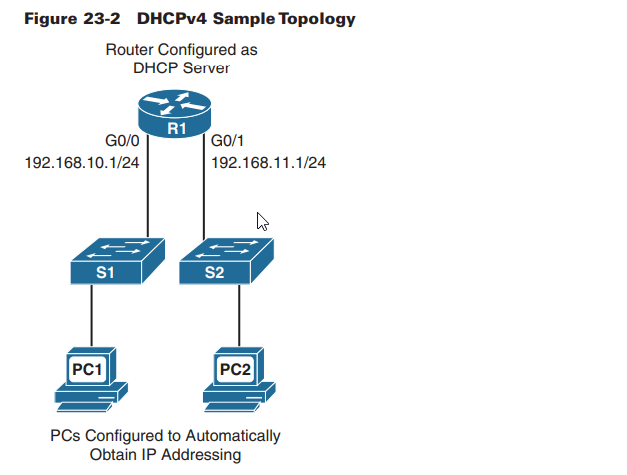 Figure 23-2 DHCPv4 Sample Topology
Router Configured as
DHCP Server
R1
G0/0
G0/1
192.168.10.1/24
192.168.11.1/24
S1
S2
PC1
PC2
PCs Configured to Automatically
Obtain IP Addressing